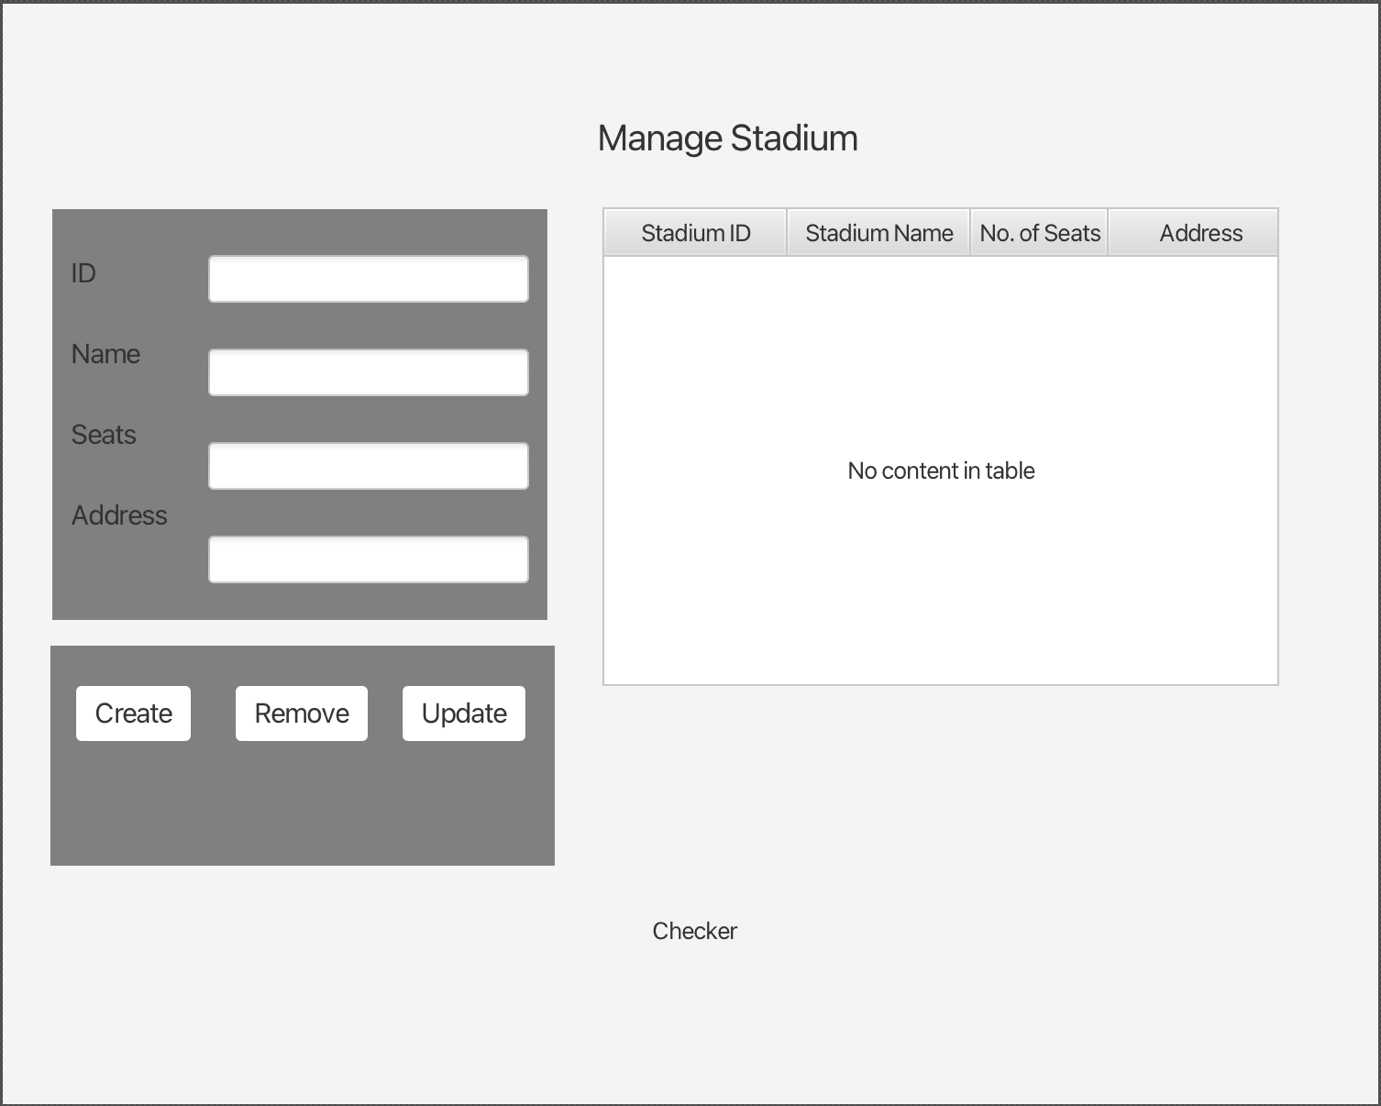 Manage Stadium
ID
Name
Seats
Address
Create Remove Update
Stadium ID Stadium Name No. of Seats Address
No content in table
Checker